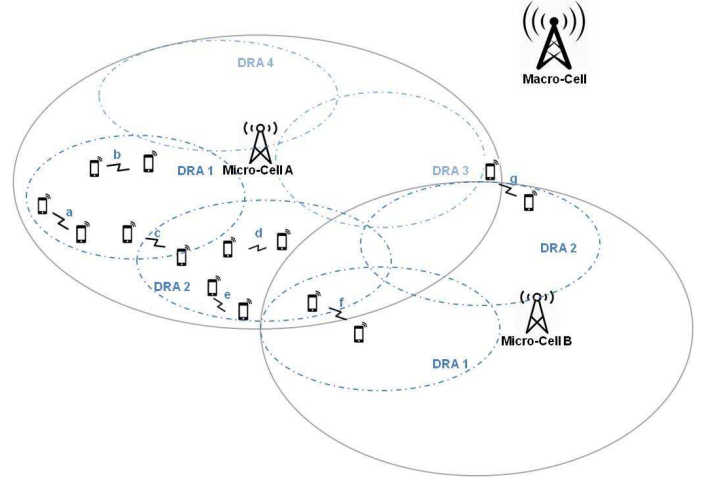 DRA 4
Macro-Cell
b
DRA 1
Micro-Cell A
DRA 3
g
a
c
d
DRA 2
DRA 2
e
f
Micro-Cell B
DRA 1